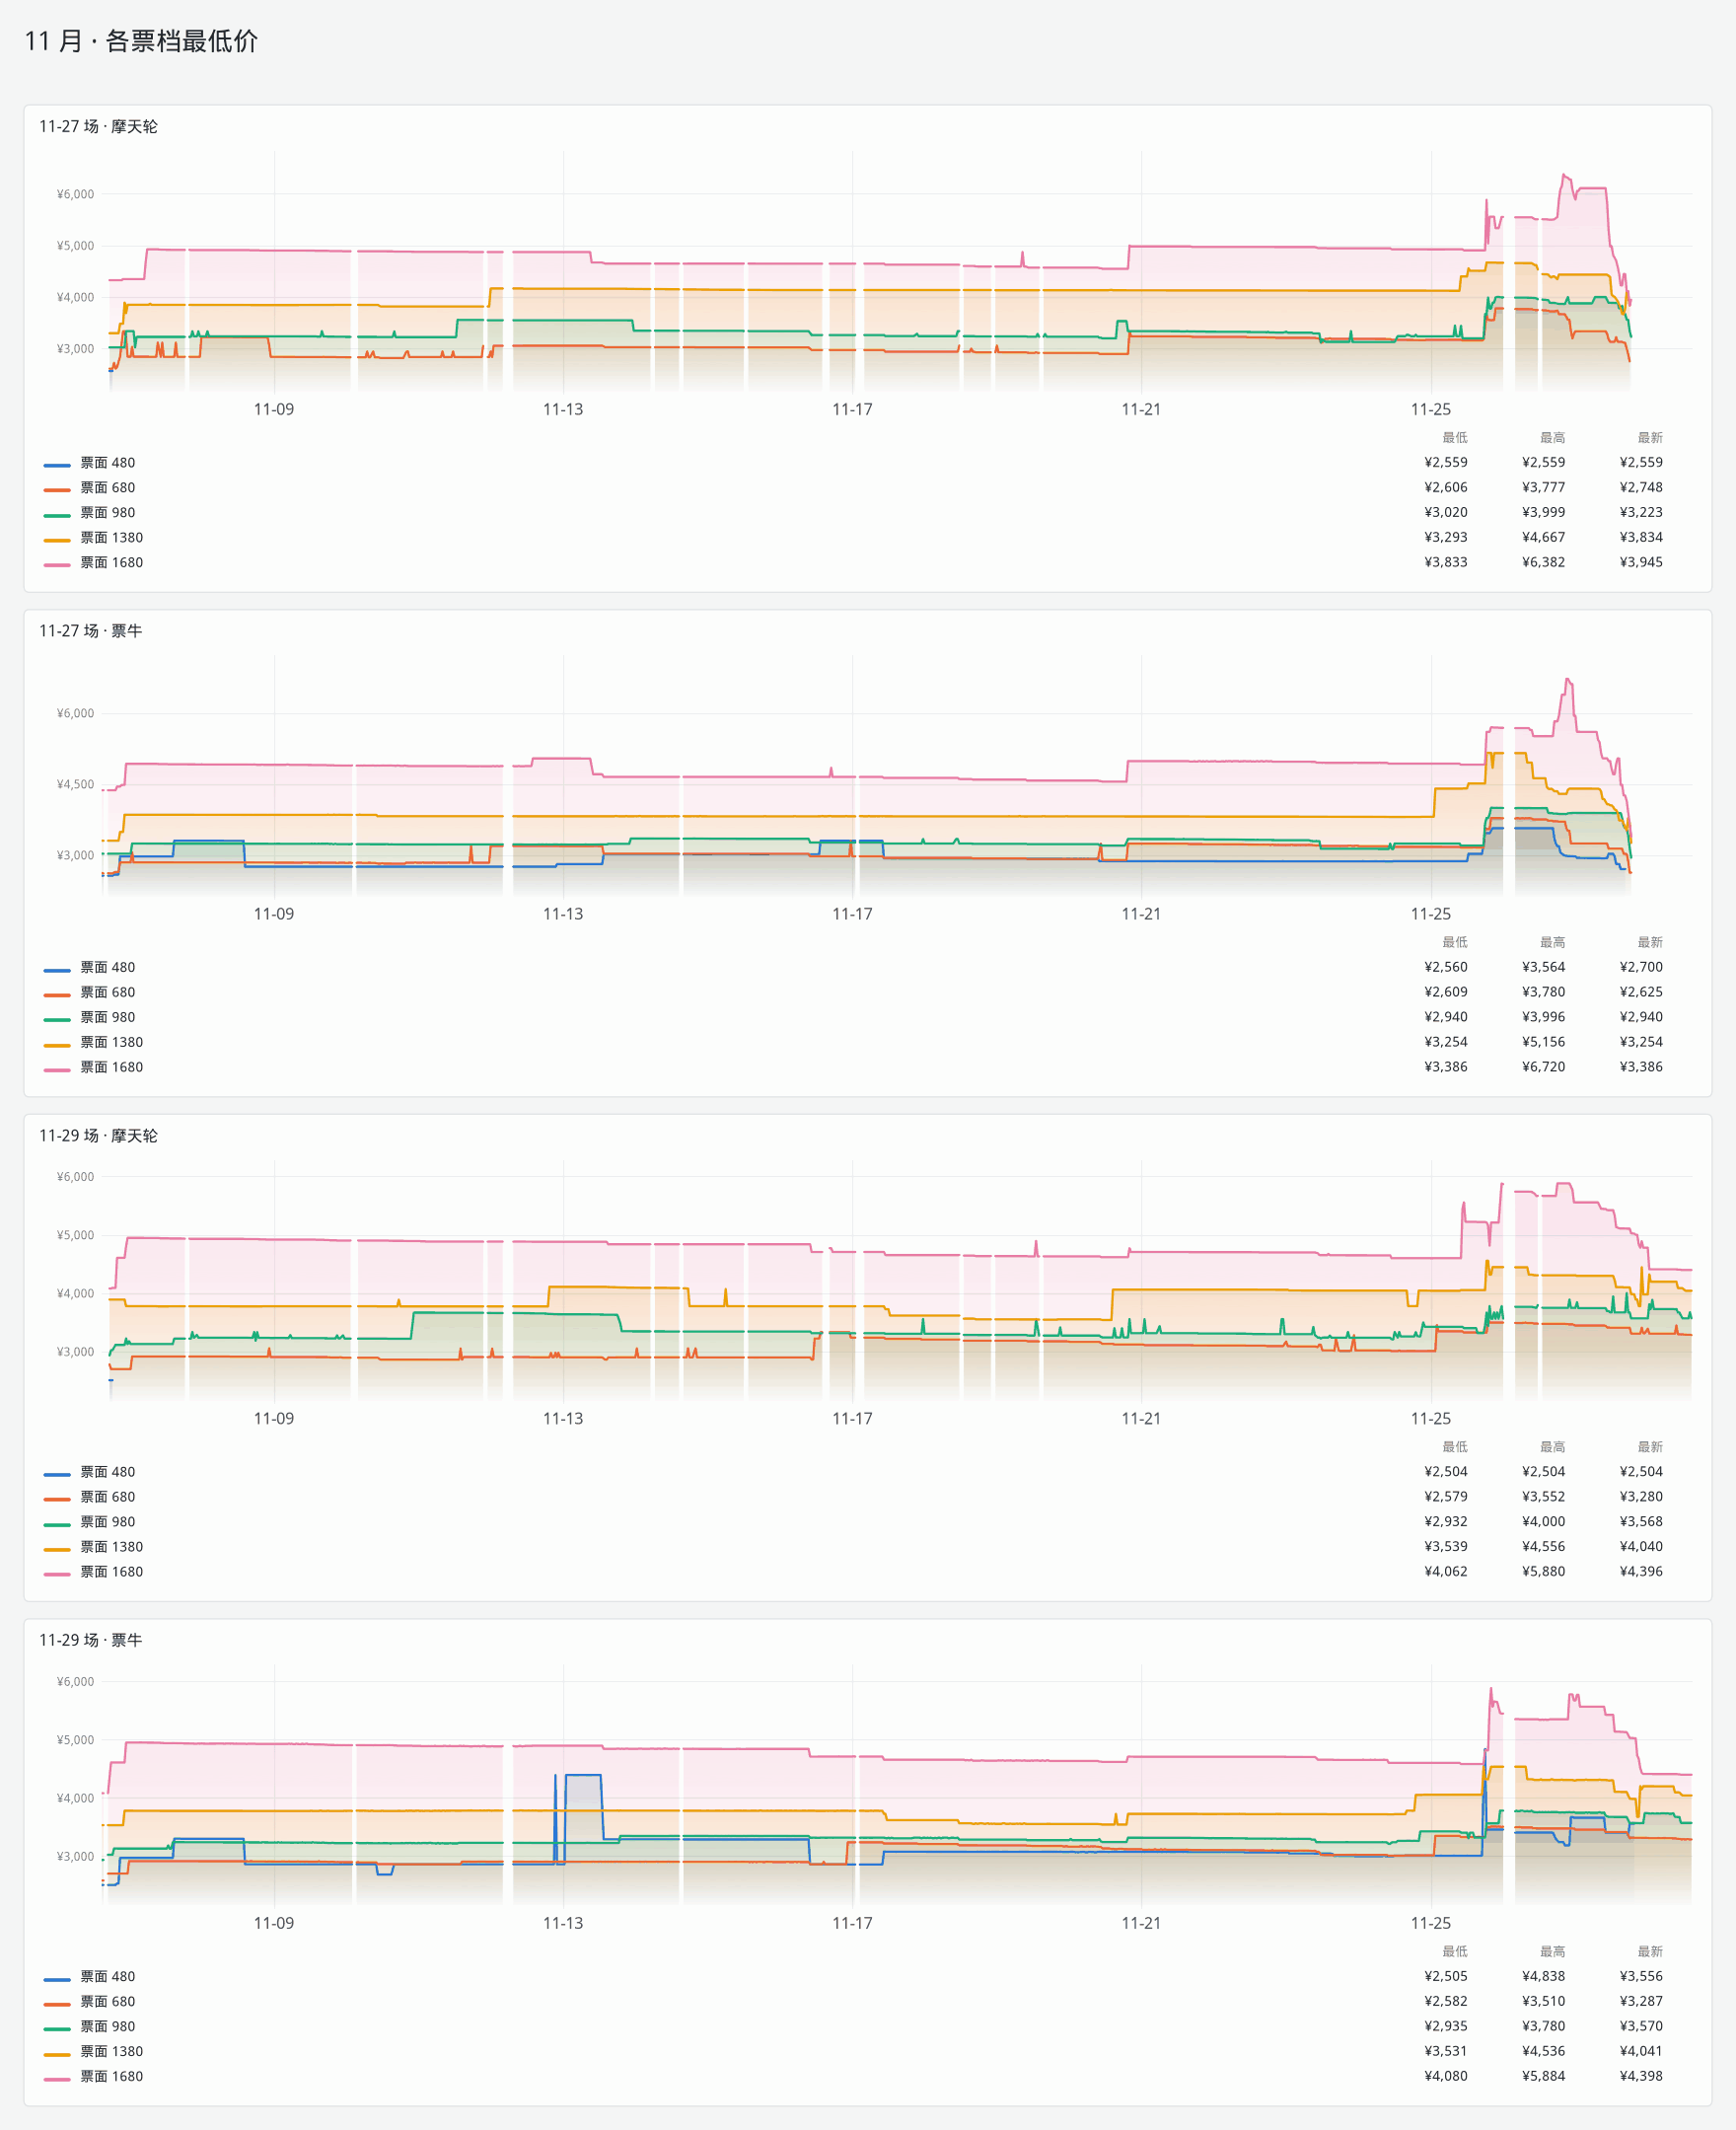 11 月 · 各票档最低价
11-27 场 · 摩天轮
¥6,000
¥5,000
¥4,000
¥3,000
11-09 11-13 11-17 11-21 11-25
最低 最高 最新
票面 480 ¥2,559 ¥2,559 ¥2,559
票面 680 ¥2,606 ¥3,777 ¥2,748
票面 980 ¥3,020 ¥3,999 ¥3,223
票面 1380 ¥3,293 ¥4,667 ¥3,834
票面 1680 ¥3,833 ¥6,382 ¥3,945
11-27 场 · 票牛
¥6,000
¥4,500
¥3,000
11-09 11-13 11-17 11-21 11-25
最低 最高 最新
票面 480 ¥2,560 ¥3,564 ¥2,700
票面 680 ¥2,609 ¥3,780 ¥2,625
票面 980 ¥2,940 ¥3,996 ¥2,940
票面 1380 ¥3,254 ¥5,156 ¥3,254
票面 1680 ¥3,386 ¥6,720 ¥3,386
11-29 场 · 摩天轮
¥6,000
¥5,000
¥4,000
¥3,000
11-09 11-13 11-17 11-21 11-25
最低 最高 最新
票面 480 ¥2,504 ¥2,504 ¥2,504
票面 680 ¥2,579 ¥3,552 ¥3,280
票面 980 ¥2,932 ¥4,000 ¥3,568
票面 1380 ¥3,539 ¥4,556 ¥4,040
票面 1680 ¥4,062 ¥5,880 ¥4,396
11-29 场 · 票牛
¥6,000
¥5,000
¥4,000
¥3,000
11-09 11-13 11-17 11-21 11-25
最低 最高 最新
票面 480 ¥2,505 ¥4,838 ¥3,556
票面 680 ¥2,582 ¥3,510 ¥3,287
票面 980 ¥2,935 ¥3,780 ¥3,570
票面 1380 ¥3,531 ¥4,536 ¥4,041
票面 1680 ¥4,080 ¥5,884 ¥4,398